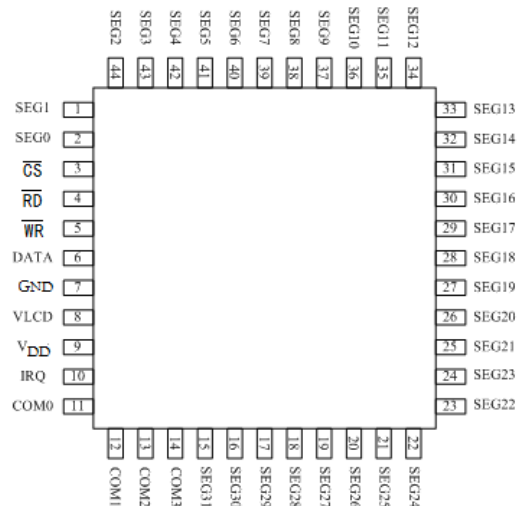 SEG2 SEG3 SEG4 SEG5 SEG6 SEG7 SEG8 SEG9 SEG10 SEG11 SEG12
44 43 42 41 40 39 38 37 36 35 34
SEG1 1 33 SEG13
SEG0 2 32 SEG14
C̅S̅ 3 31 SEG15
R̅D̅ 4 30 SEG16
W̅R̅ 5 29 SEG17
DATA 6 28 SEG18
GND 7 27 SEG19
VLCD 8 26 SEG20
VDD 9 25 SEG21
IRQ 10 24 SEG23
COM0 11 23 SEG22
12 13 14 15 16 17 18 19 20 21 22
COM1 COM2 COM3 SEG31 SEG30 SEG29 SEG28 SEG27 SEG26 SEG25 SEG24